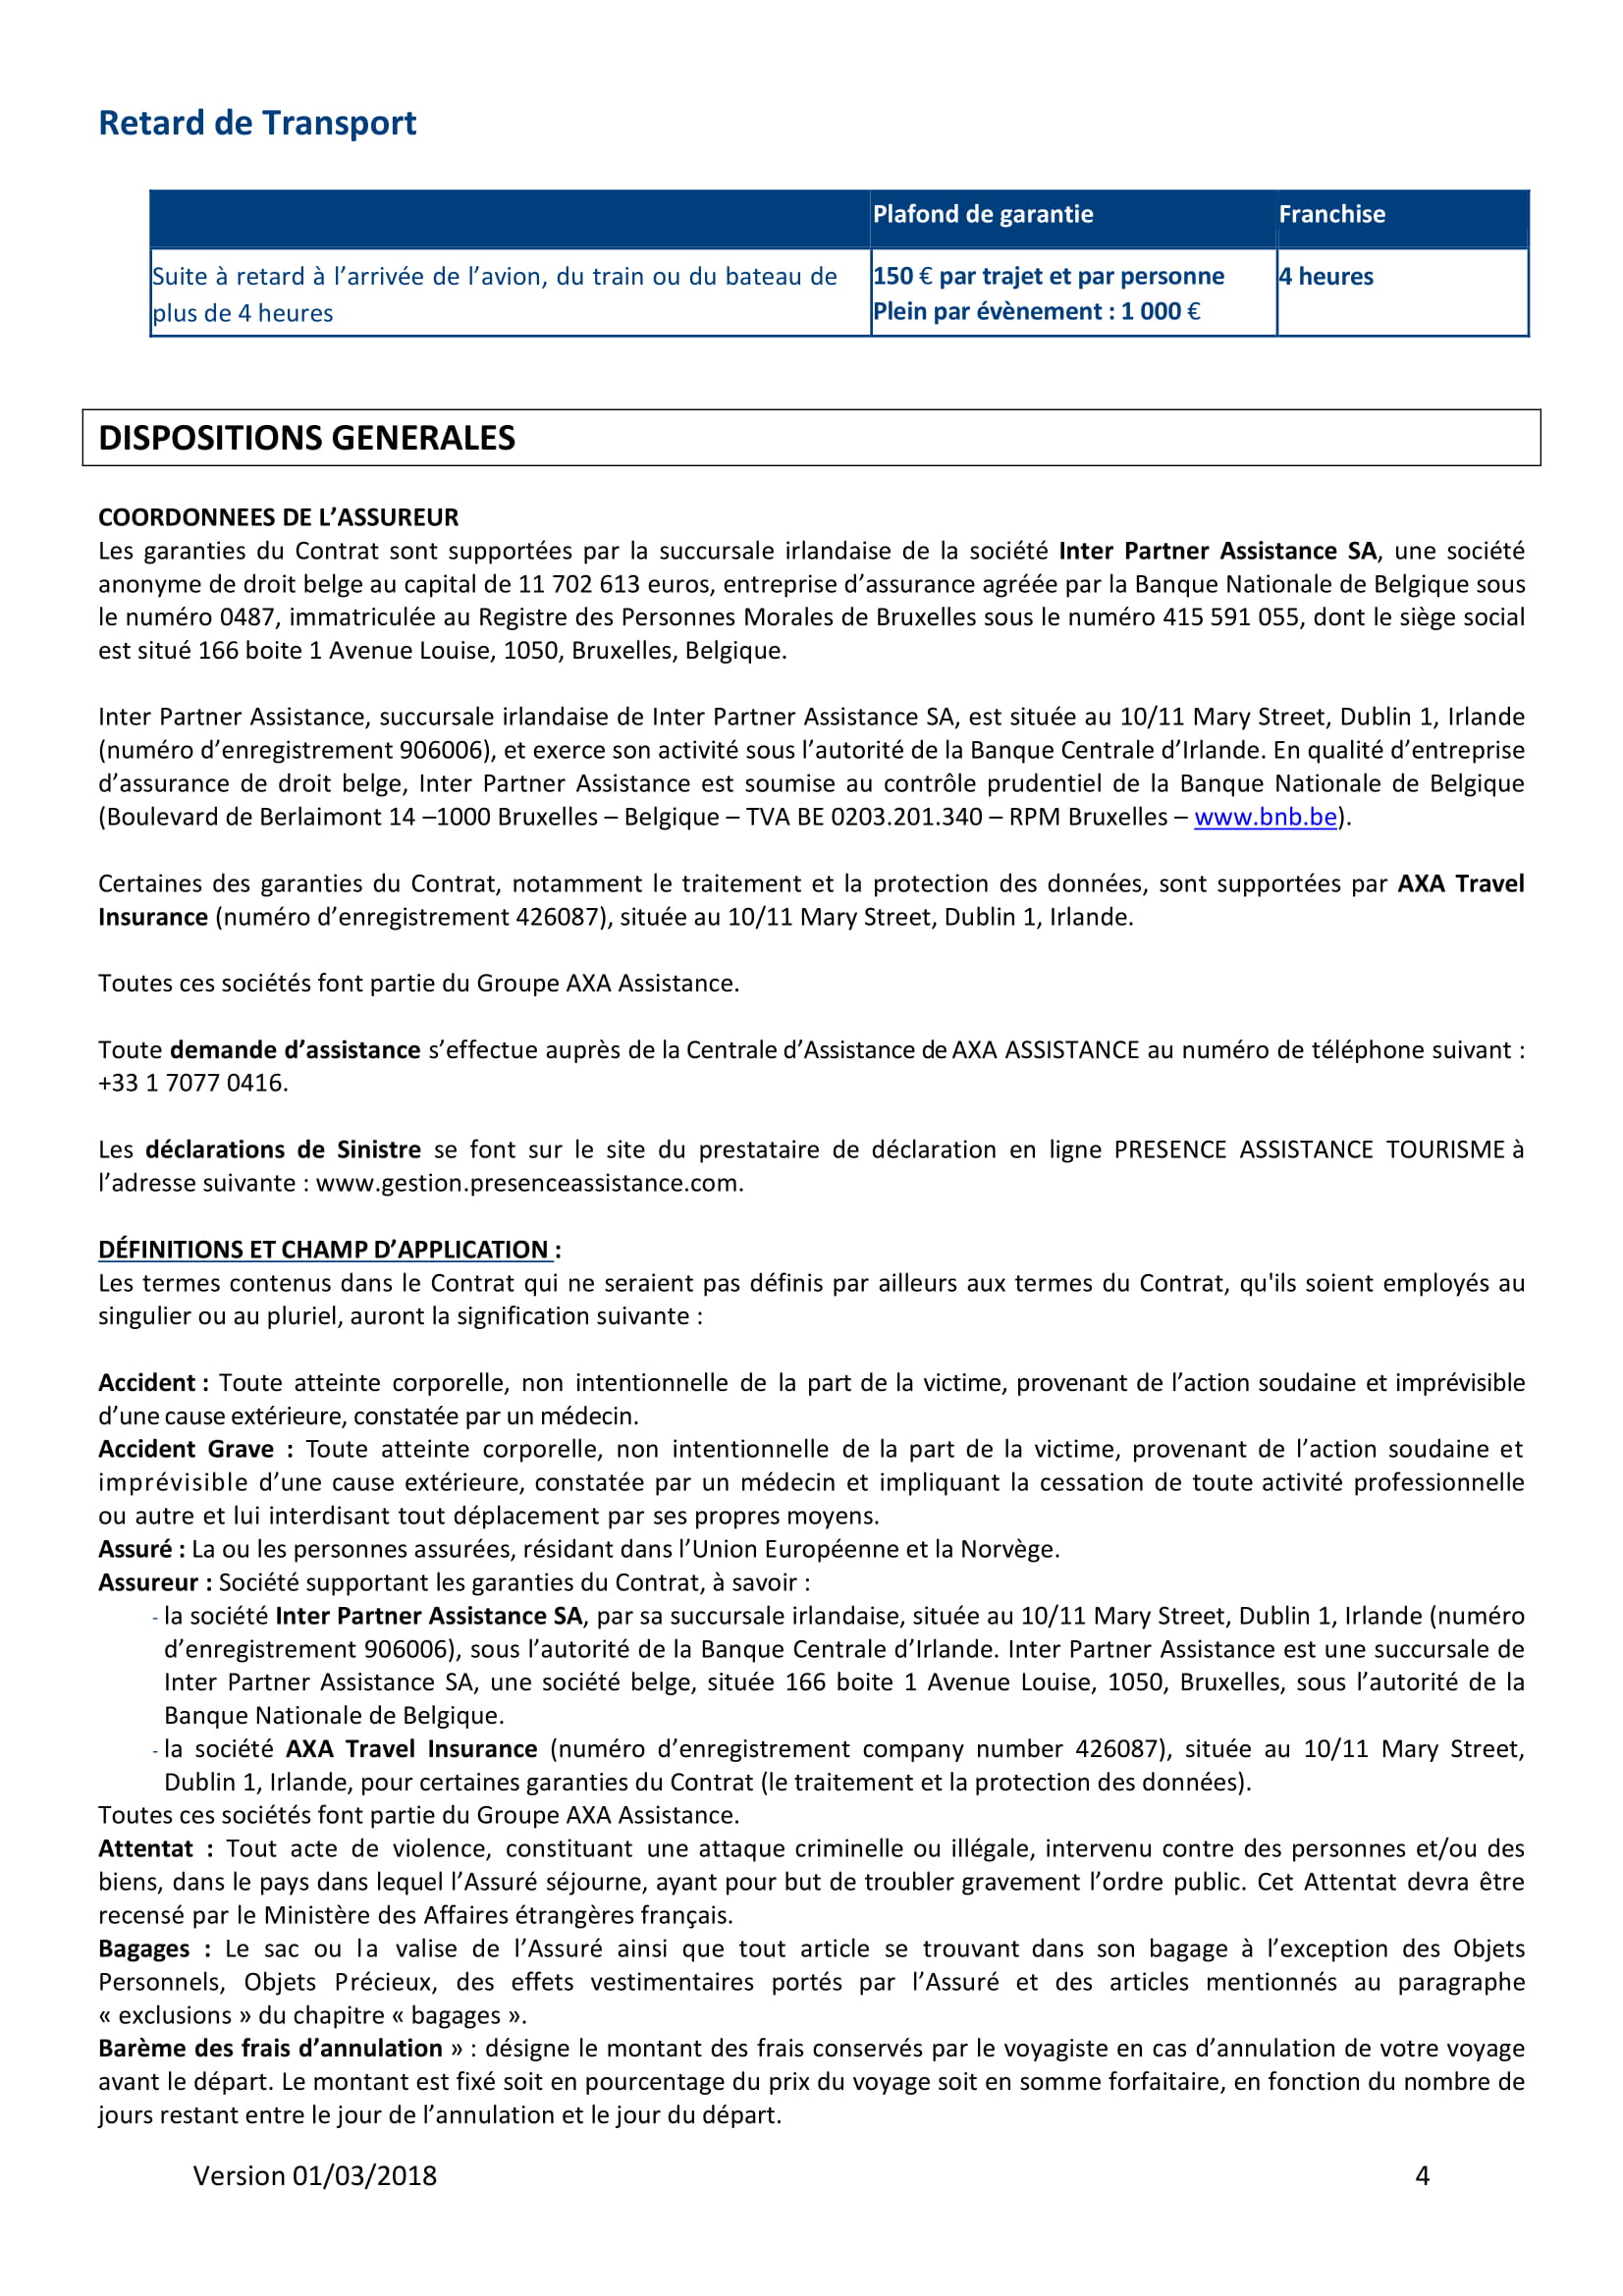 Retard de Transport
Plafond de garantie Franchise
Suite à retard à l’arrivée de l’avion, du train ou du bateau de
plus de 4 heures
150 € par trajet et par personne
Plein par évènement : 1 000 €
4 heures
DISPOSITIONS GENERALES
COORDONNEES DE L’ASSUREUR
Les garanties du Contrat sont supportées par la succursale irlandaise de la société Inter Partner Assistance SA, une société
anonyme de droit belge au capital de 11 702 613 euros, entreprise d’assurance agréée par la Banque Nationale de Belgique sous
le numéro 0487, immatriculée au Registre des Personnes Morales de Bruxelles sous le numéro 415 591 055, dont le siège social
est situé 166 boite 1 Avenue Louise, 1050, Bruxelles, Belgique.
Inter Partner Assistance, succursale irlandaise de Inter Partner Assistance SA, est située au 10/11 Mary Street, Dublin 1, Irlande
(numéro d’enregistrement 906006), et exerce son activité sous l’autorité de la Banque Centrale d’Irlande. En qualité d’entreprise
d’assurance de droit belge, Inter Partner Assistance est soumise au contrôle prudentiel de la Banque Nationale de Belgique
(Boulevard de Berlaimont 14 –1000 Bruxelles – Belgique – TVA BE 0203.201.340 – RPM Bruxelles – www.bnb.be).
Certaines des garanties du Contrat, notamment le traitement et la protection des données, sont supportées par AXA Travel
Insurance (numéro d’enregistrement 426087), située au 10/11 Mary Street, Dublin 1, Irlande.
Toutes ces sociétés font partie du Groupe AXA Assistance.
Toute demande d’assistance s’effectue auprès de la Centrale d’Assistance de AXA ASSISTANCE au numéro de téléphone suivant :
+33 1 7077 0416.
Les déclarations de Sinistre se font sur le site du prestataire de déclaration en ligne PRESENCE ASSISTANCE TOURISME à
l’adresse suivante : www.gestion.presenceassistance.com.
DÉFINITIONS ET CHAMP D’APPLICATION :
Les termes contenus dans le Contrat qui ne seraient pas définis par ailleurs aux termes du Contrat, qu'ils soient employés au
singulier ou au pluriel, auront la signification suivante :
Accident : Toute atteinte corporelle, non intentionnelle de la part de la victime, provenant de l’action soudaine et imprévisible
d’une cause extérieure, constatée par un médecin.
Accident Grave : Toute atteinte corporelle, non intentionnelle de la part de la victime, provenant de l’action soudaine et
imprévisible d’une cause extérieure, constatée par un médecin et impliquant la cessation de toute activité professionnelle
ou autre et lui interdisant tout déplacement par ses propres moyens.
Assuré : La ou les personnes assurées, résidant dans l’Union Européenne et la Norvège.
Assureur : Société supportant les garanties du Contrat, à savoir :
- la société Inter Partner Assistance SA, par sa succursale irlandaise, située au 10/11 Mary Street, Dublin 1, Irlande (numéro
d’enregistrement 906006), sous l’autorité de la Banque Centrale d’Irlande. Inter Partner Assistance est une succursale de
Inter Partner Assistance SA, une société belge, située 166 boite 1 Avenue Louise, 1050, Bruxelles, sous l’autorité de la
Banque Nationale de Belgique.
- la société AXA Travel Insurance (numéro d’enregistrement company number 426087), située au 10/11 Mary Street,
Dublin 1, Irlande, pour certaines garanties du Contrat (le traitement et la protection des données).
Toutes ces sociétés font partie du Groupe AXA Assistance.
Attentat : Tout acte de violence, constituant une attaque criminelle ou illégale, intervenu contre des personnes et/ou des
biens, dans le pays dans lequel l’Assuré séjourne, ayant pour but de troubler gravement l’ordre public. Cet Attentat devra être
recensé par le Ministère des Affaires étrangères français.
Bagages : Le sac ou la valise de l’Assuré ainsi que tout article se trouvant dans son bagage à l’exception des Objets
Personnels, Objets Précieux, des effets vestimentaires portés par l’Assuré et des articles mentionnés au paragraphe
« exclusions » du chapitre « bagages ».
Barème des frais d’annulation » : désigne le montant des frais conservés par le voyagiste en cas d’annulation de votre voyage
avant le départ. Le montant est fixé soit en pourcentage du prix du voyage soit en somme forfaitaire, en fonction du nombre de
jours restant entre le jour de l’annulation et le jour du départ.
Version 01/03/2018 4